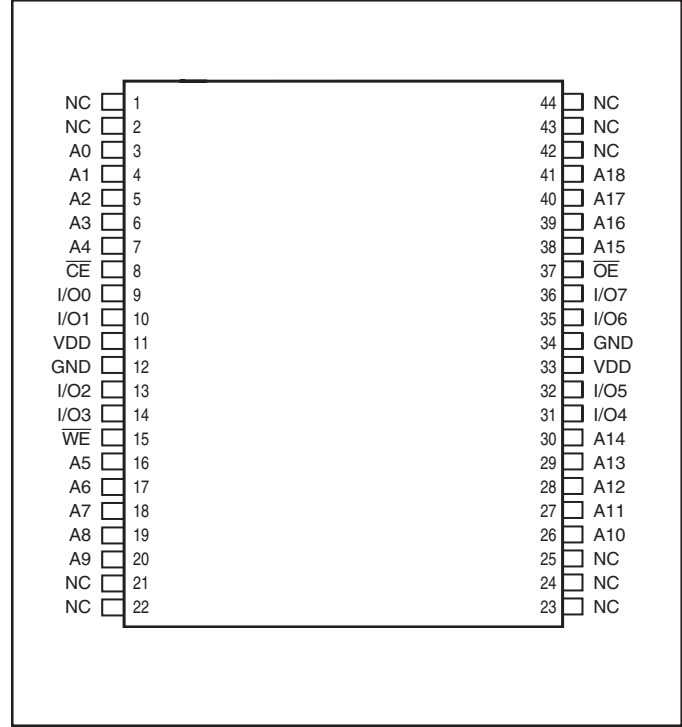 NC 1 44 NC
NC 2 43 NC
A0 3 42 NC
A1 4 41 A18
A2 5 40 A17
A3 6 39 A16
A4 7 38 A15
C̅E̅ 8 37 O̅E̅
I/O0 9 36 I/O7
I/O1 10 35 I/O6
VDD 11 34 GND
GND 12 33 VDD
I/O2 13 32 I/O5
I/O3 14 31 I/O4
W̅E̅ 15 30 A14
A5 16 29 A13
A6 17 28 A12
A7 18 27 A11
A8 19 26 A10
A9 20 25 NC
NC 21 24 NC
NC 22 23 NC